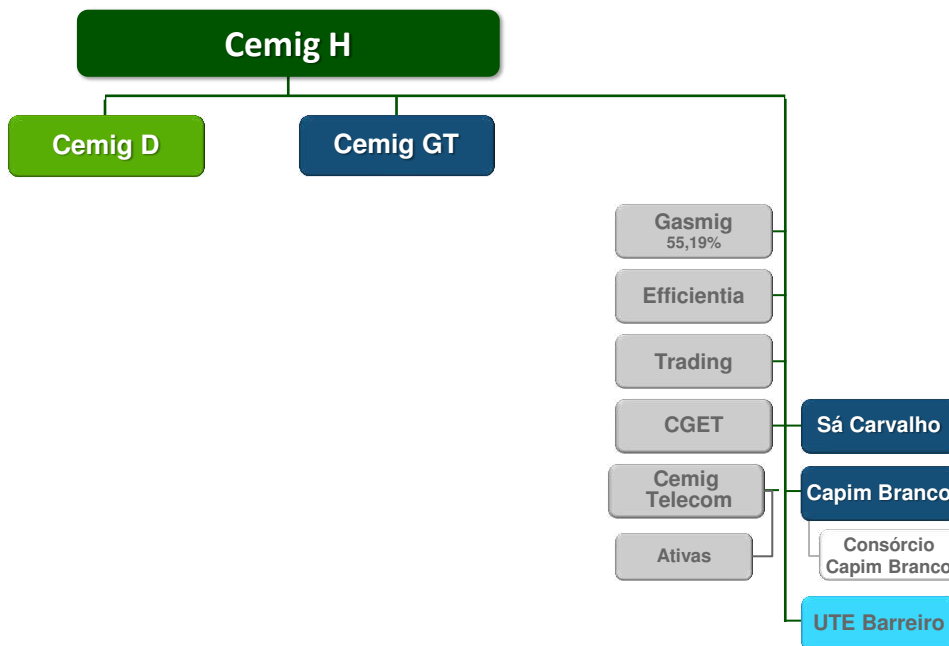 Cemig H
Cemig D
Cemig GT
Gasmig
55,19%
Efficientia
Trading
CGET
Sá Carvalho
Cemig
Telecom
Capim Branco
Ativas
Consórcio
Capim Branco
UTE Barreiro